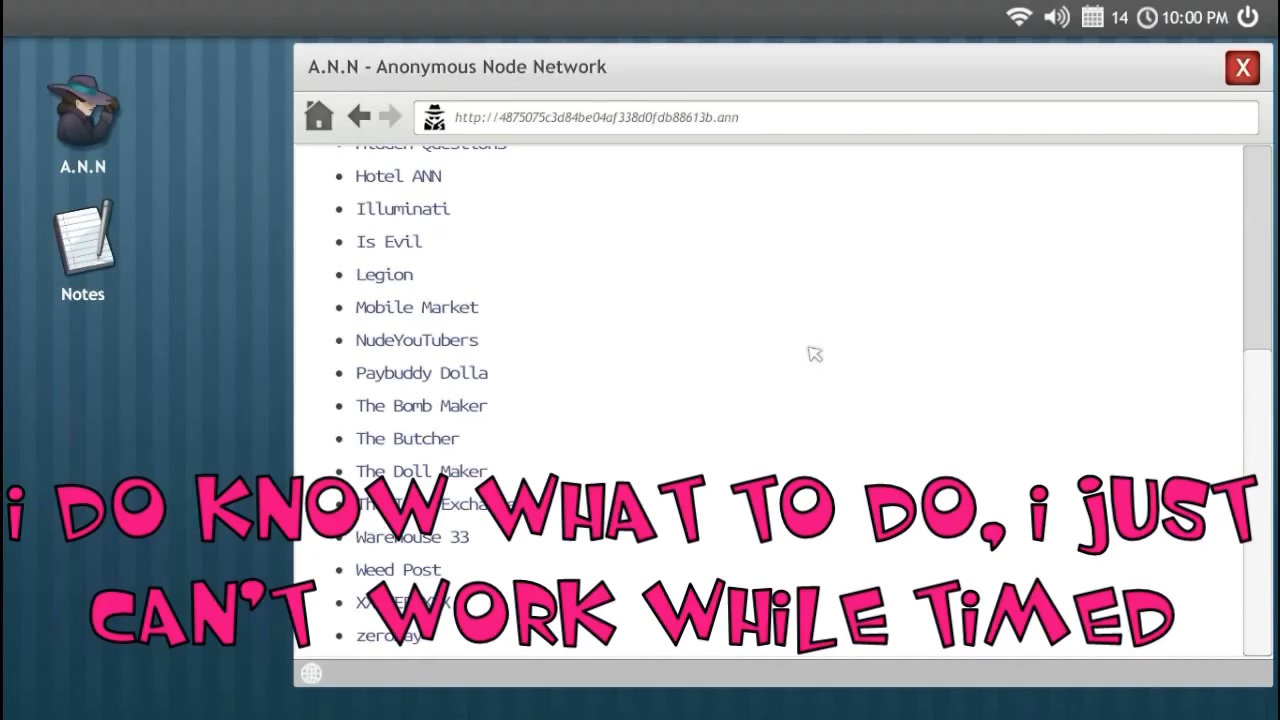 14 10:00 PM
A.N.N - Anonymous Node Network
X
http://4875075c3d84be04af338d0fdb88613b.ann
A.N.N
Notes
Hidden Questions
Hotel ANN
Illuminati
Is Evil
Legion
Mobile Market
NudeYouTubers
Paybuddy Dolla
The Bomb Maker
The Butcher
The Doll Maker
Warehouse 33
Weed Post
i DO KNOW WHAT TO DO, i JUST
CAN'T WORK WHiLE TiMED